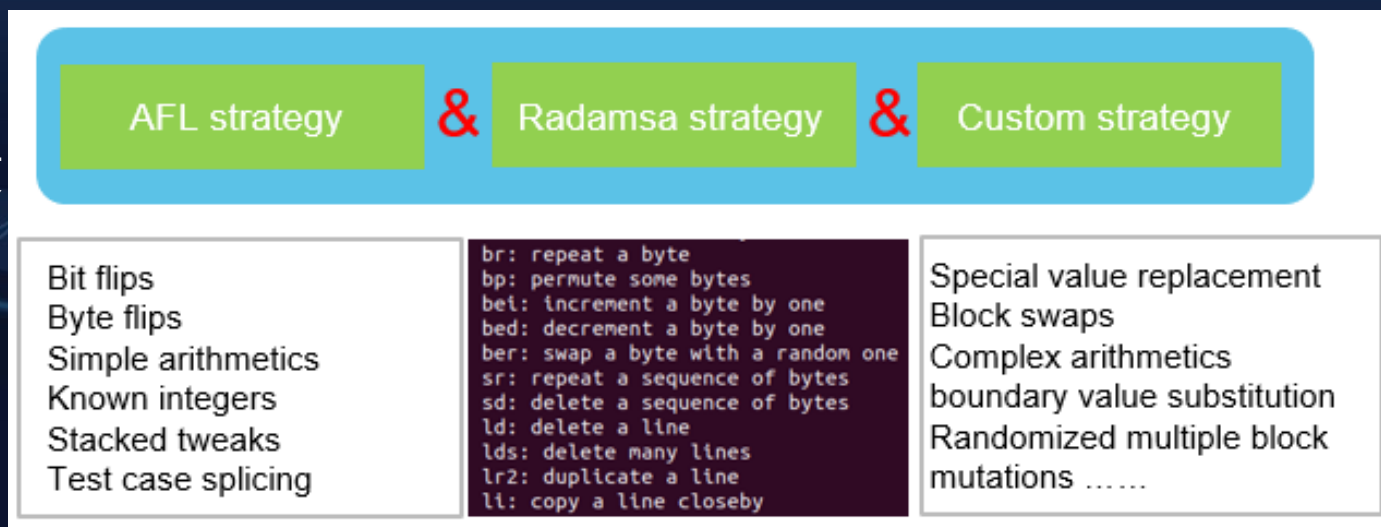 AFL strategy & Radamsa strategy & Custom strategy
Bit flips
Byte flips
Simple arithmetics
Known integers
Stacked tweaks
Test case splicing
br: repeat a byte
bp: permute some bytes
bei: increment a byte by one
bed: decrement a byte by one
ber: swap a byte with a random one
sr: repeat a sequence of bytes
sd: delete a sequence of bytes
ld: delete a line
lds: delete many lines
lr2: duplicate a line
li: copy a line closeby
Special value replacement
Block swaps
Complex arithmetics
boundary value substitution
Randomized multiple block
mutations ……